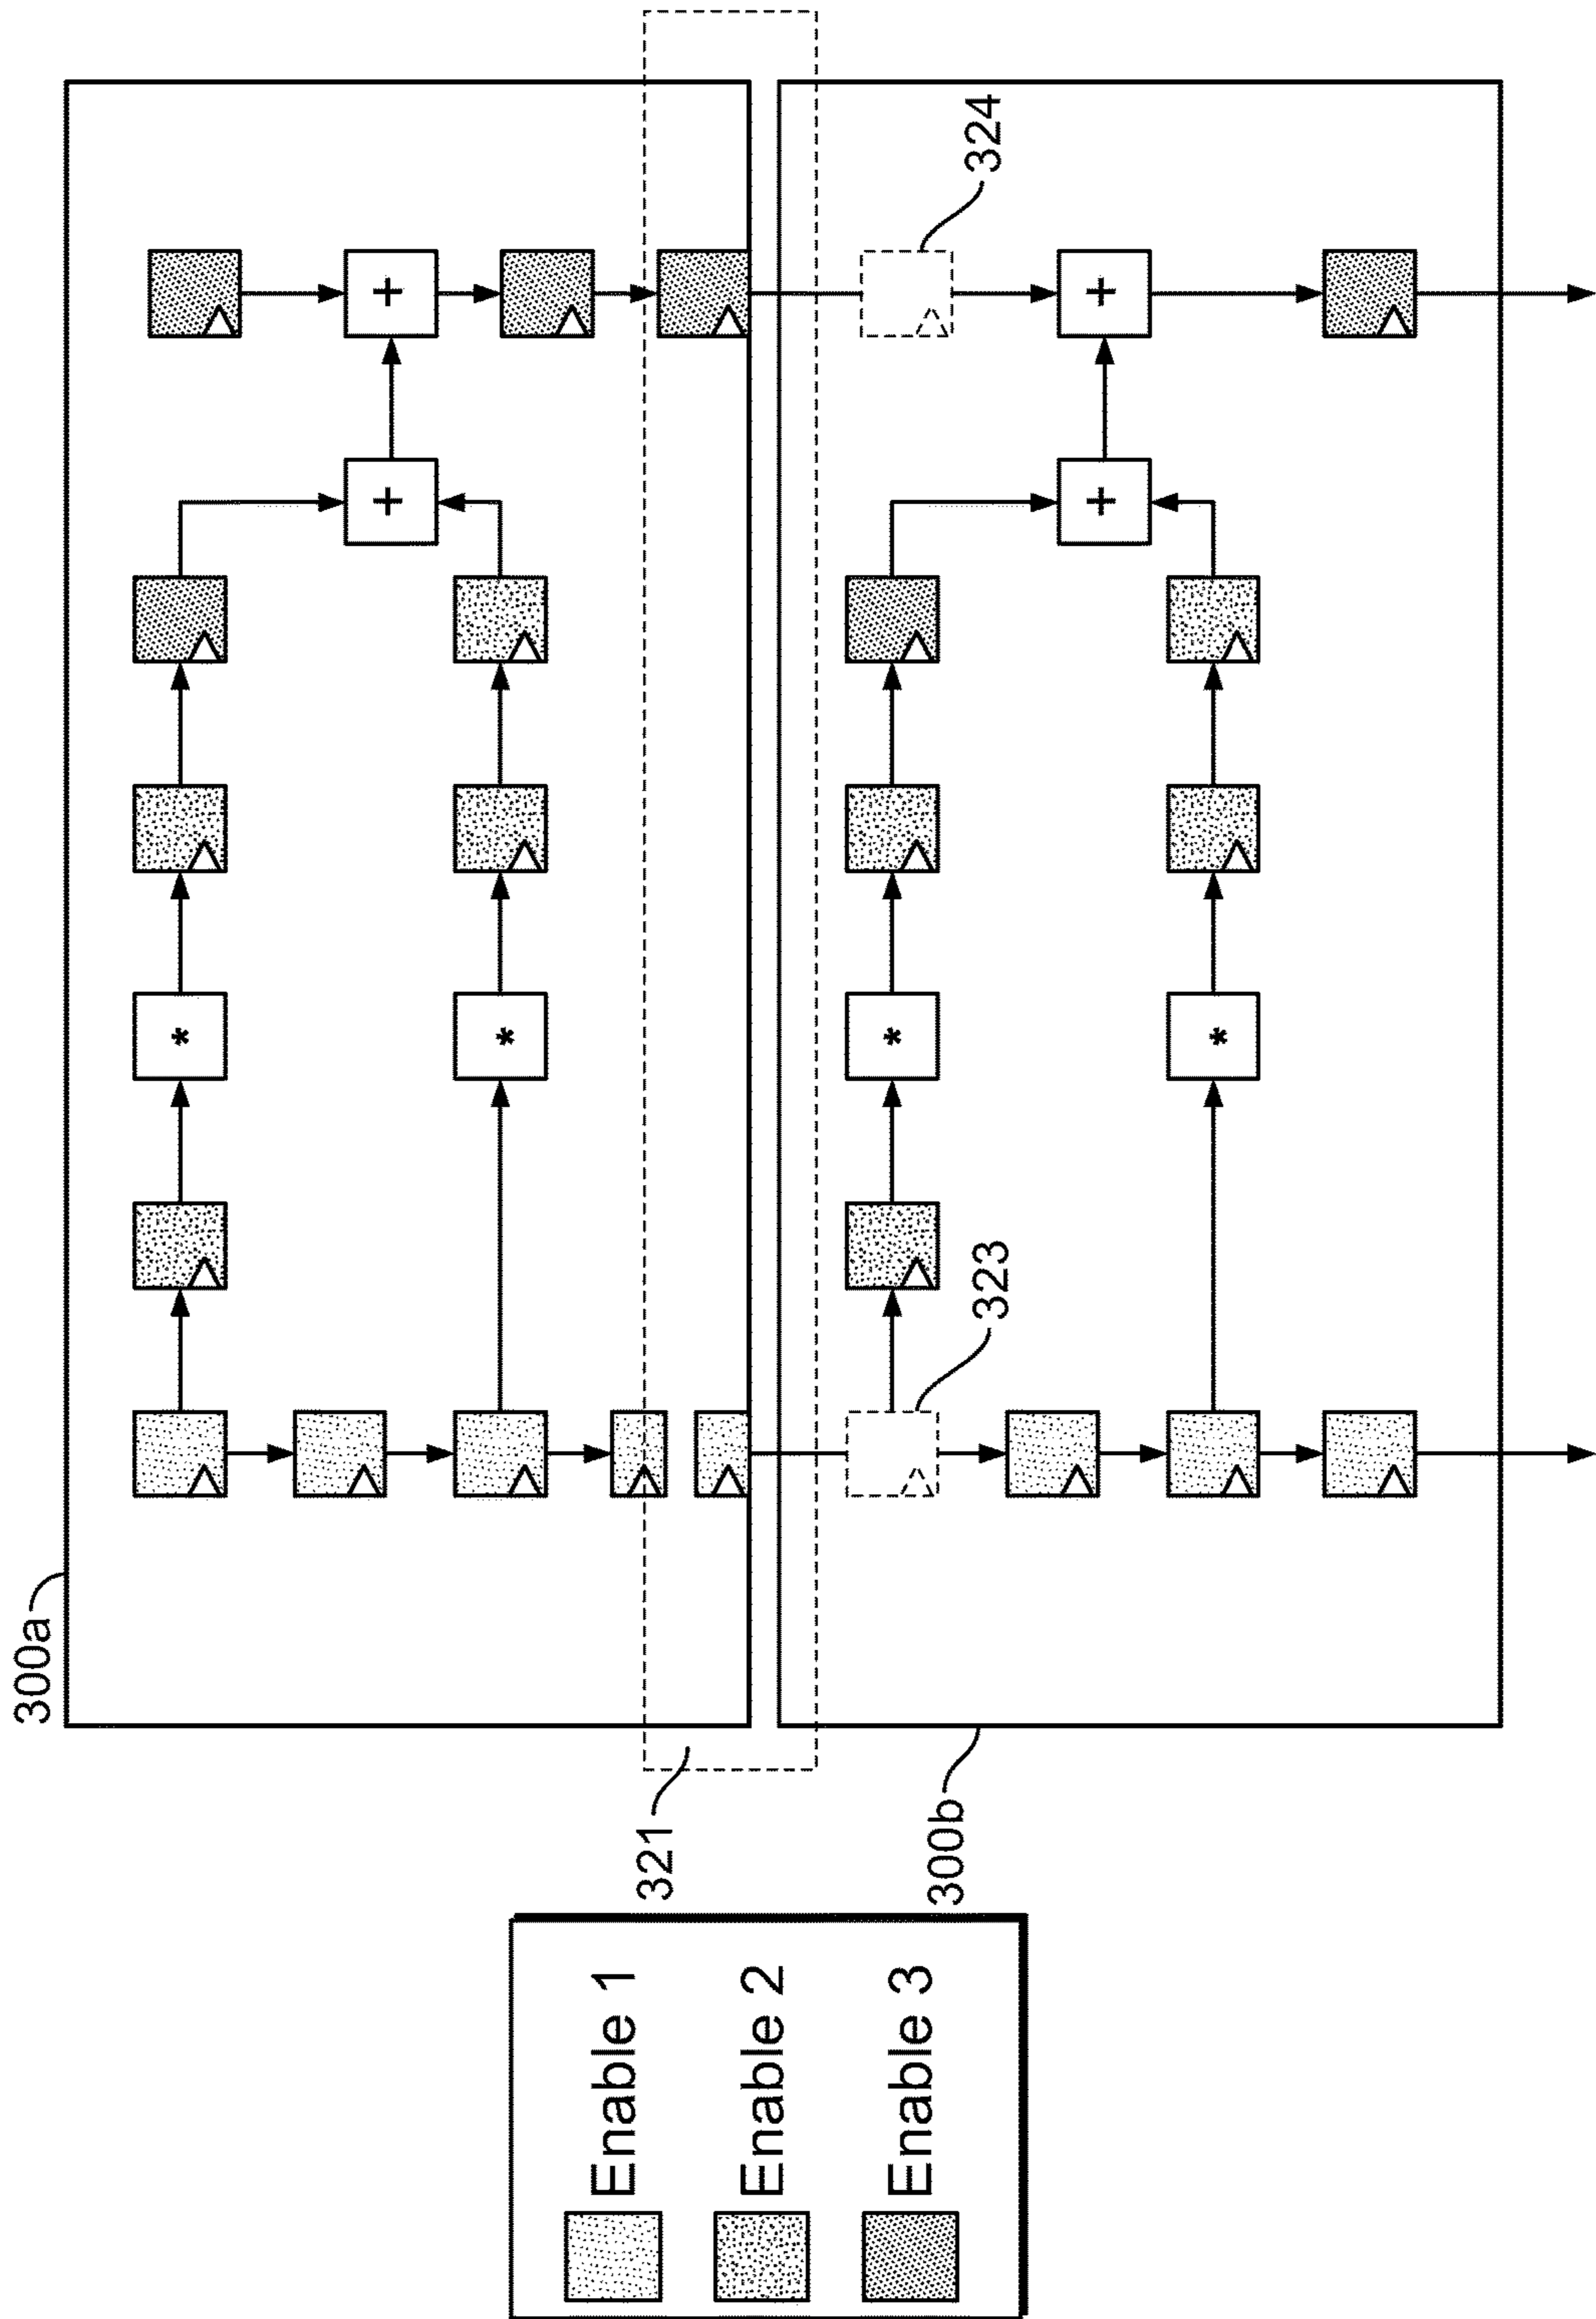 300a
*
+
+
*
Enable 1
Enable 2
Enable 3
321
300b
*
323
324
+
+
*